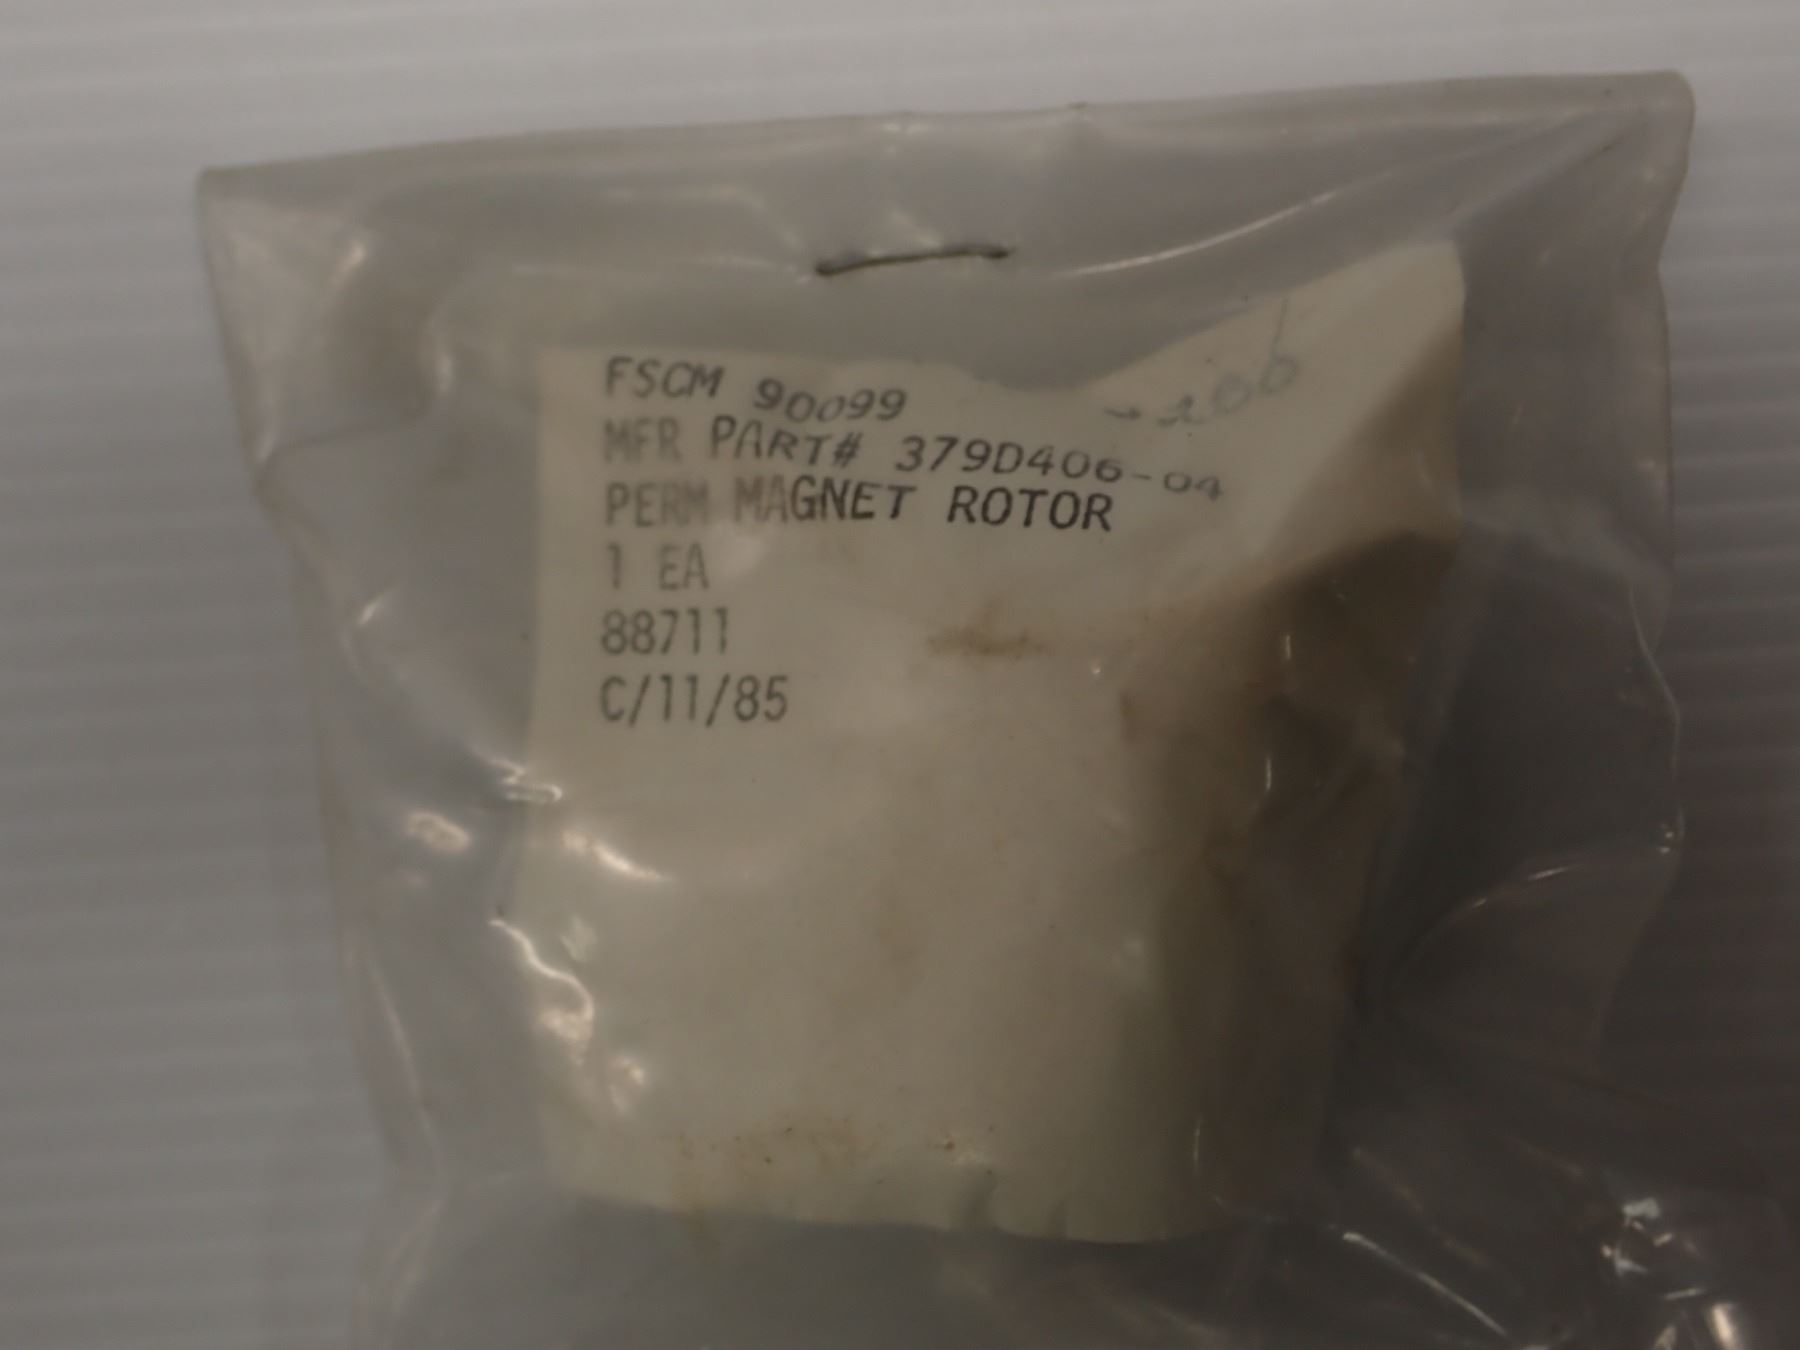 FSCM 90099
MFR PART# 379D406-04
PERM MAGNET ROTOR
1 EA
88711
C/11/85